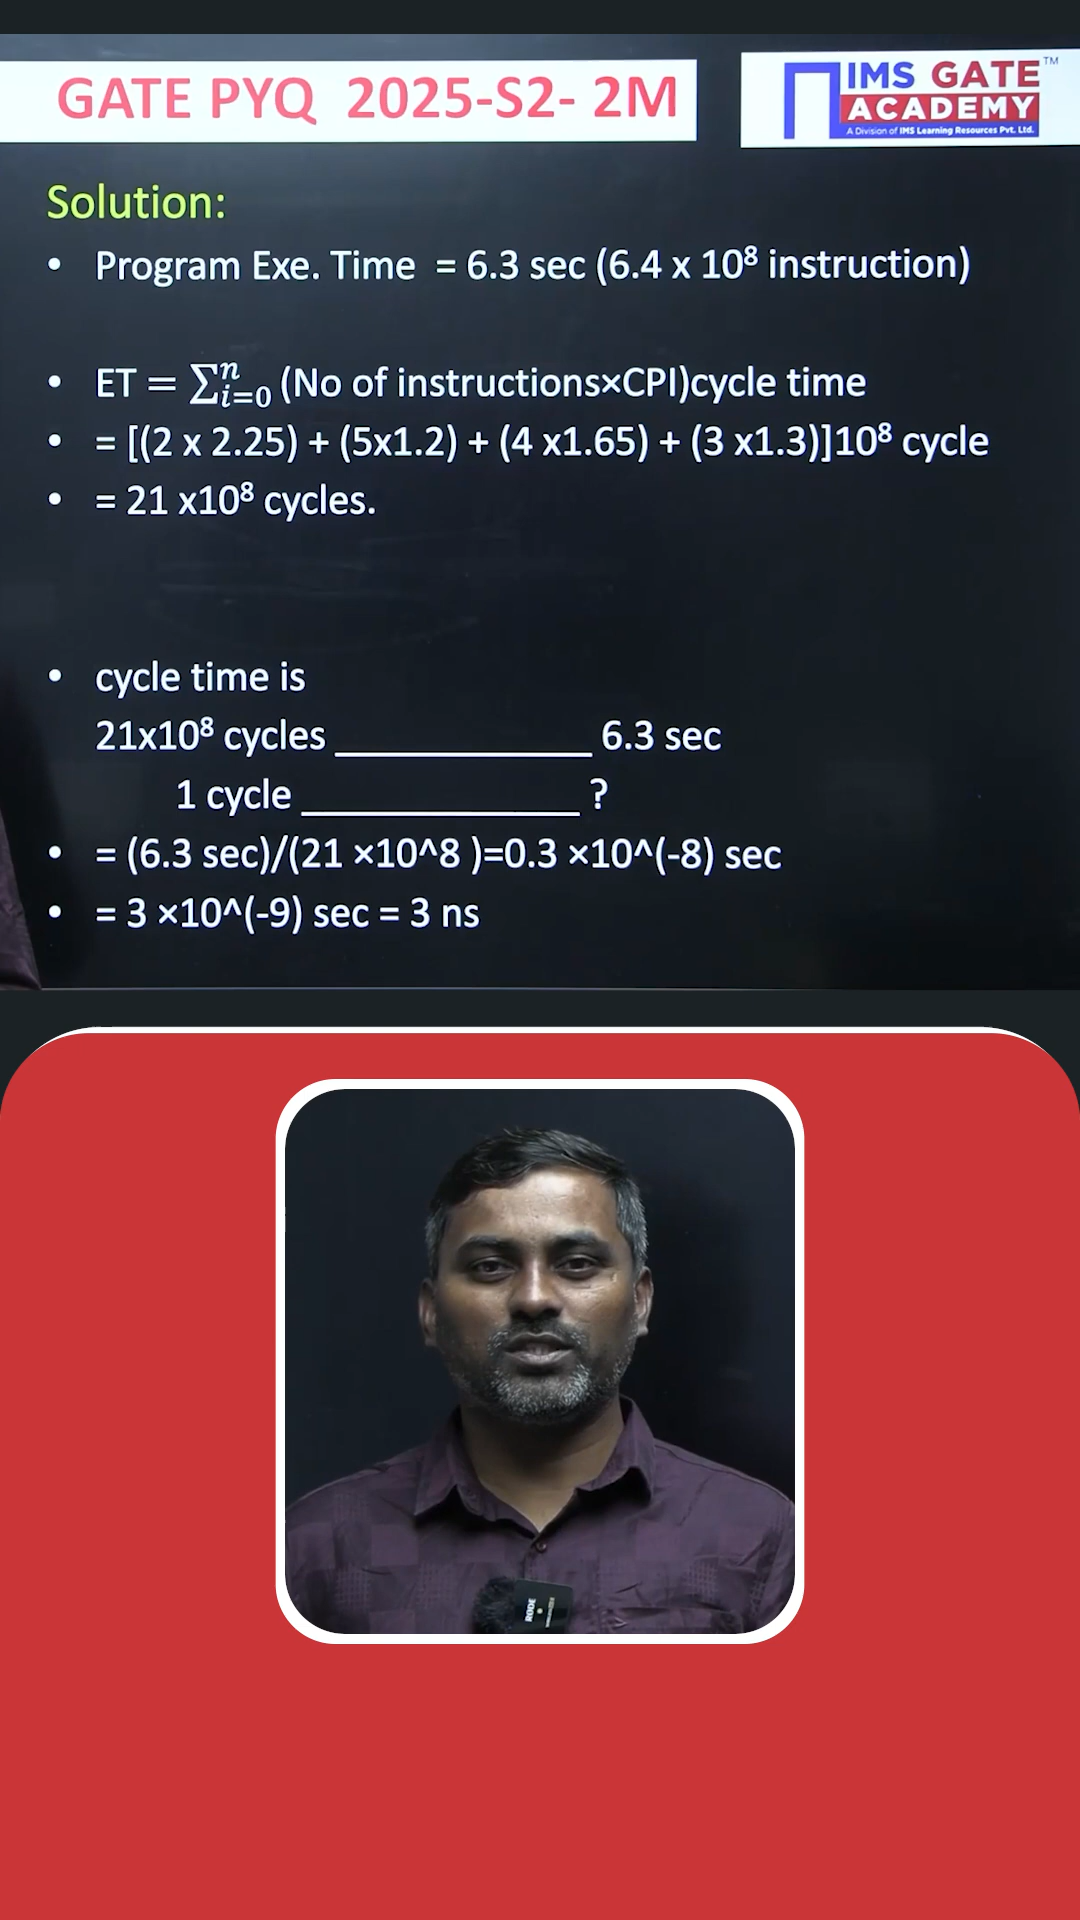 GATE PYQ 2025-S2- 2M
IMS GATE ™
ACADEMY
A Division of IMS Learning Resources Pvt. Ltd.
Solution:
• Program Exe. Time = 6.3 sec (6.4 x 10⁸ instruction)
• ET = ∑ⁿᵢ₌₀ (No of instructions×CPI)cycle time
• = [(2 x 2.25) + (5x1.2) + (4 x1.65) + (3 x1.3)]10⁸ cycle
• = 21 x10⁸ cycles.
• cycle time is
21x10⁸ cycles ____________ 6.3 sec
1 cycle _____________ ?
• = (6.3 sec)/(21 ×10^8 )=0.3 ×10^(-8) sec
• = 3 ×10^(-9) sec = 3 ns
RODE